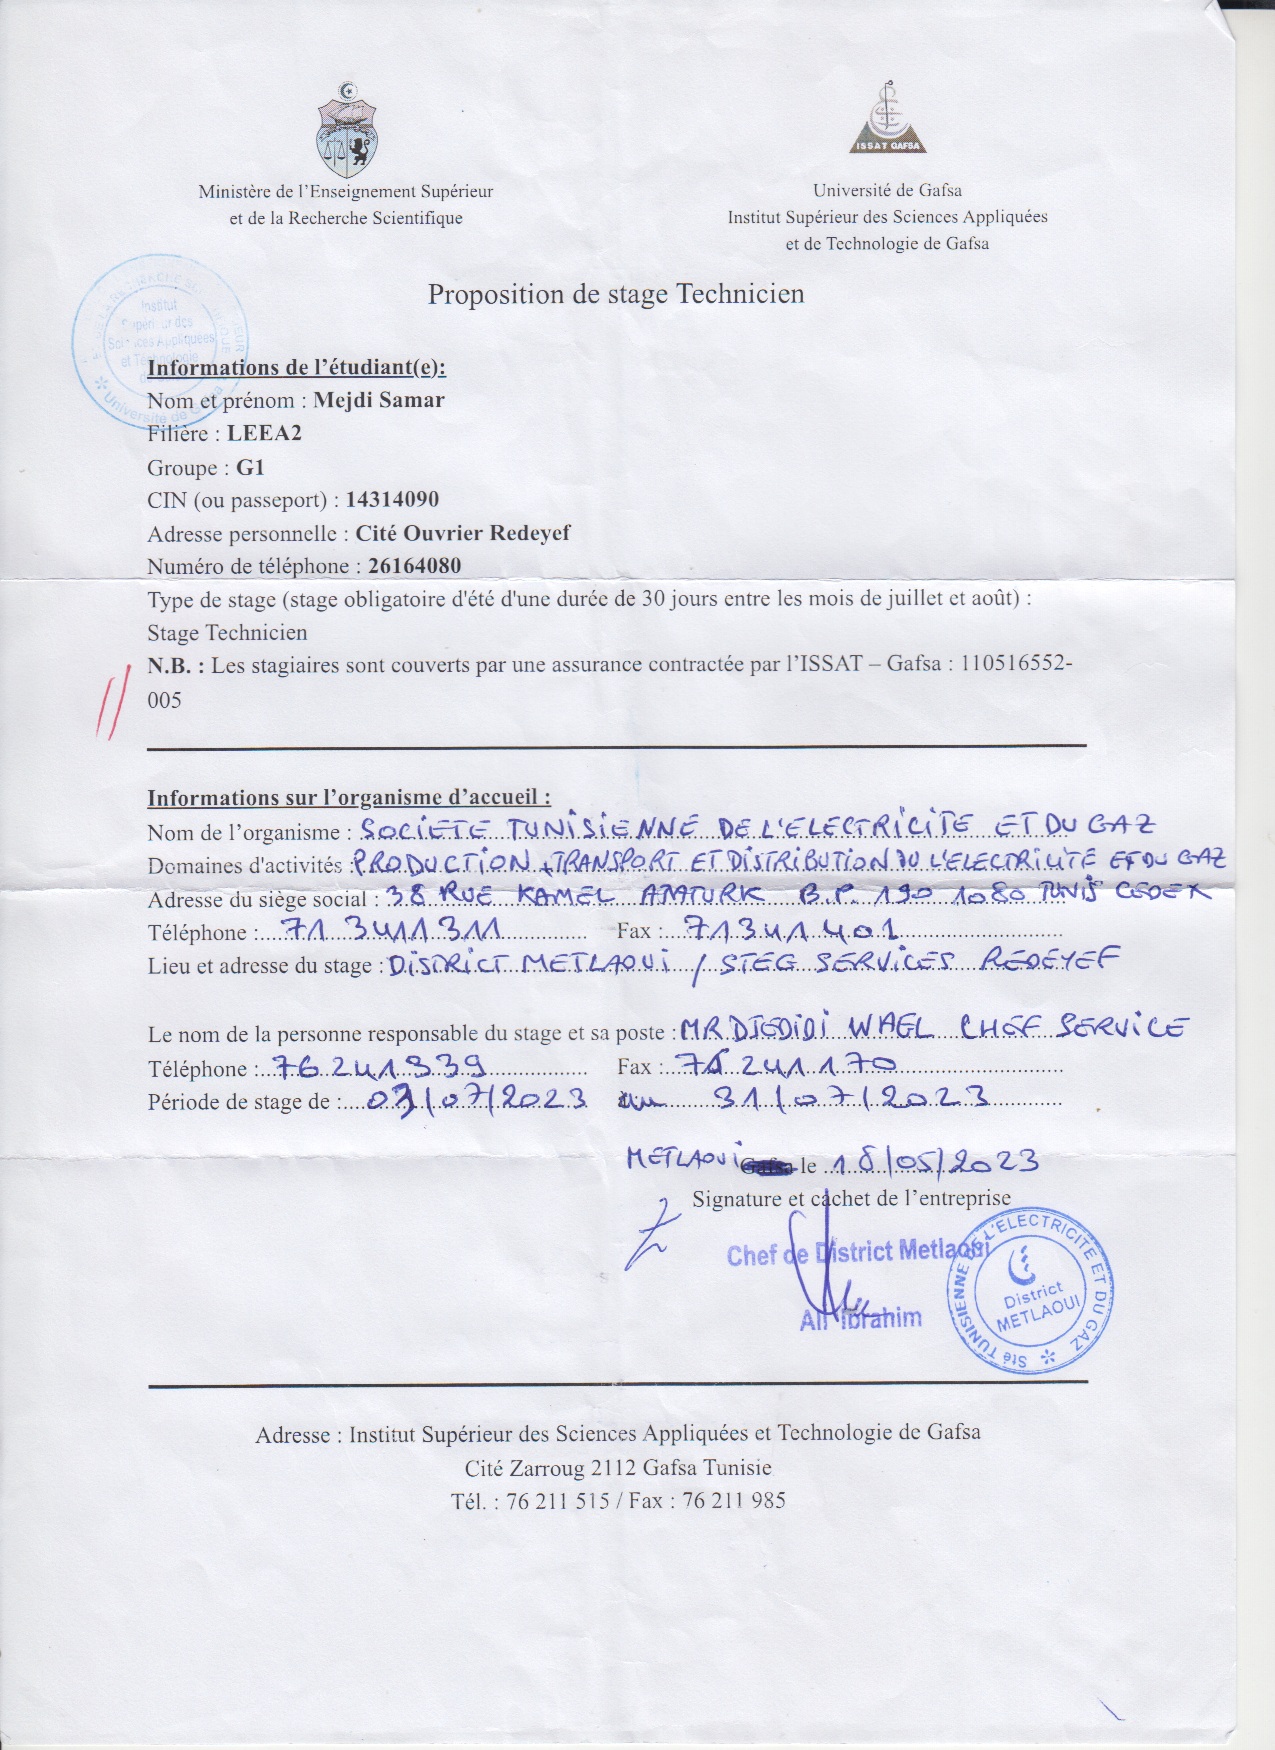 ISSAT GAFSA
Ministère de l'Enseignement Supérieur
et de la Recherche Scientifique
Université de Gafsa
Institut Supérieur des Sciences Appliquées
et de Technologie de Gafsa
Proposition de stage Technicien
Institut
Supérieur des
Sciences Appliquées
et Technologie
Université de Gafsa
Informations de l'étudiant(e):
Nom et prénom : Mejdi Samar
Filière : LEEA2
Groupe : G1
CIN (ou passeport) : 14314090
Adresse personnelle : Cité Ouvrier Redeyef
Numéro de téléphone : 26164080
Type de stage (stage obligatoire d'été d'une durée de 30 jours entre les mois de juillet et août) :
Stage Technicien
N.B. : Les stagiaires sont couverts par une assurance contractée par l'ISSAT – Gafsa : 110516552-
005
Informations sur l'organisme d'accueil :
Nom de l'organisme : SOCIETE TUNISIENNE DE L'ELECTRICITE ET DU GAZ
Domaines d'activités : PRODUCTION, TRANSPORT ET DISTRIBUTION DU L'ELECTRICITE ET DU GAZ
Adresse du siège social : 38 RUE KAMEL ATATURK B.P. 190 1080 TUNIS CEDEX
Téléphone : 71 3411 311 Fax : 71341401
Lieu et adresse du stage : DISTRICT METLAOUI / STEG SERVICES REDEYEF
Le nom de la personne responsable du stage et sa poste : MR DJEDIDI WAEL CHEF SERVICE
Téléphone : 76241939 Fax : 76 241 170
Période de stage de : 03/07/2023 au 31/07/2023
METLAOUI Gafsa le 18/05/2023
Signature et cachet de l'entreprise
Chef de District Metlaoui
Ali Ibrahim
Sté TUNISIENNE DE L'ELECTRICITE ET DU GAZ
District
METLAOUI
Adresse : Institut Supérieur des Sciences Appliquées et Technologie de Gafsa
Cité Zarroug 2112 Gafsa Tunisie
Tél. : 76 211 515 / Fax : 76 211 985